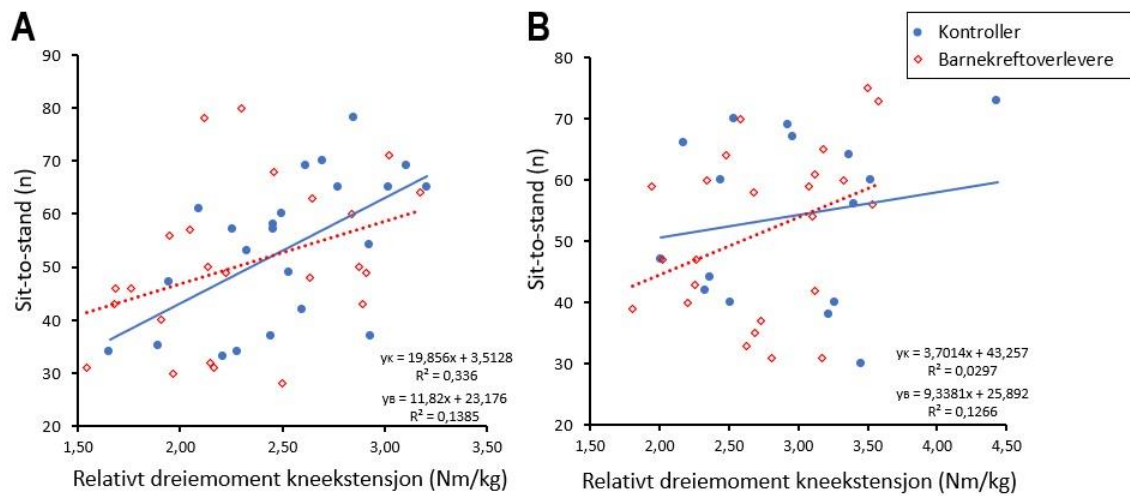 A
B
Kontroller
Barnekreftoverlevere
90
80
70
60
50
40
30
20
Sit-to-stand (n)
yK = 19,856x + 3,5128
R² = 0,336
yB = 11,82x + 23,176
R² = 0,1385
1,50 2,00 2,50 3,00 3,50
Relativt dreiemoment kneekstensjon (Nm/kg)
80
70
60
50
40
30
20
Sit-to-stand (n)
yK = 3,7014x + 43,257
R² = 0,0297
yB = 9,3381x + 25,892
R² = 0,1266
1,50 2,00 2,50 3,00 3,50 4,00 4,50
Relativt dreiemoment kneekstensjon (Nm/kg)